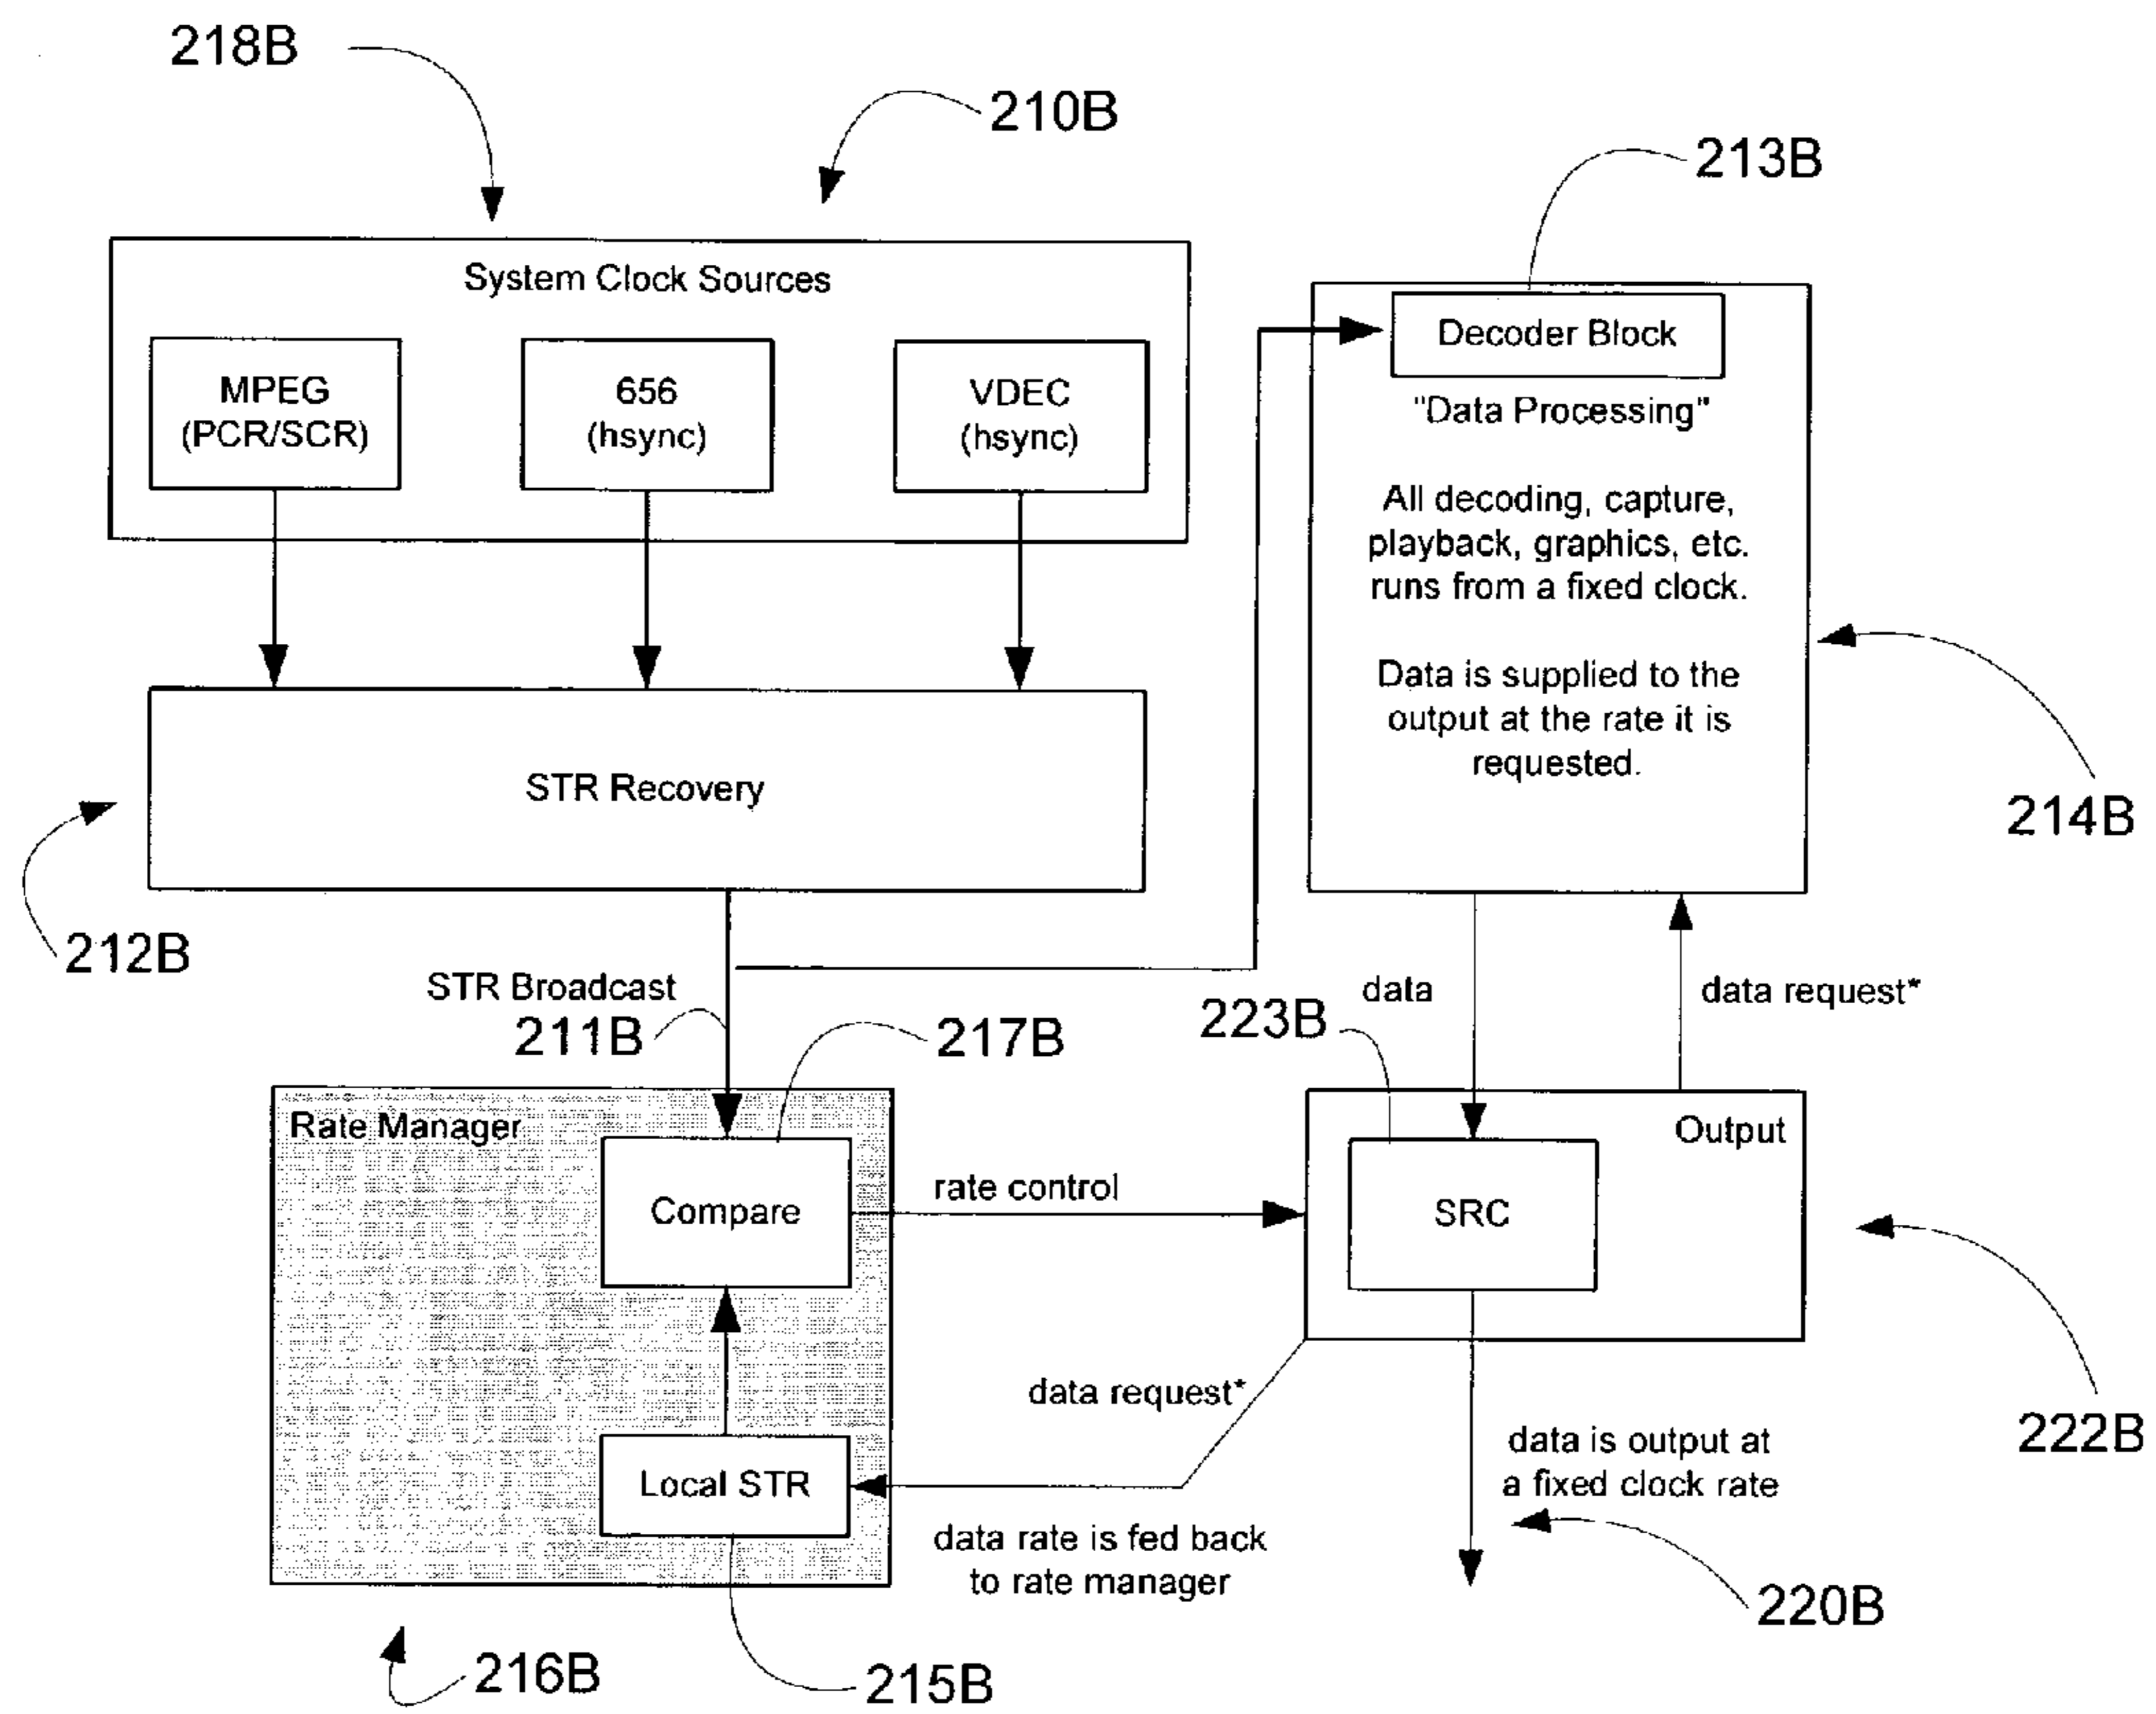 218B
210B
213B
System Clock Sources
MPEG
(PCR/SCR)
656
(hsync)
VDEC
(hsync)
Decoder Block
"Data Processing"
All decoding, capture,
playback, graphics, etc.
runs from a fixed clock.
Data is supplied to the
output at the rate it is
requested.
214B
STR Recovery
212B
STR Broadcast
211B
217B
223B
data
data request*
Rate Manager
Compare
rate control
Output
SRC
222B
data request*
Local STR
data rate is fed back
to rate manager
data is output at
a fixed clock rate
220B
216B
215B